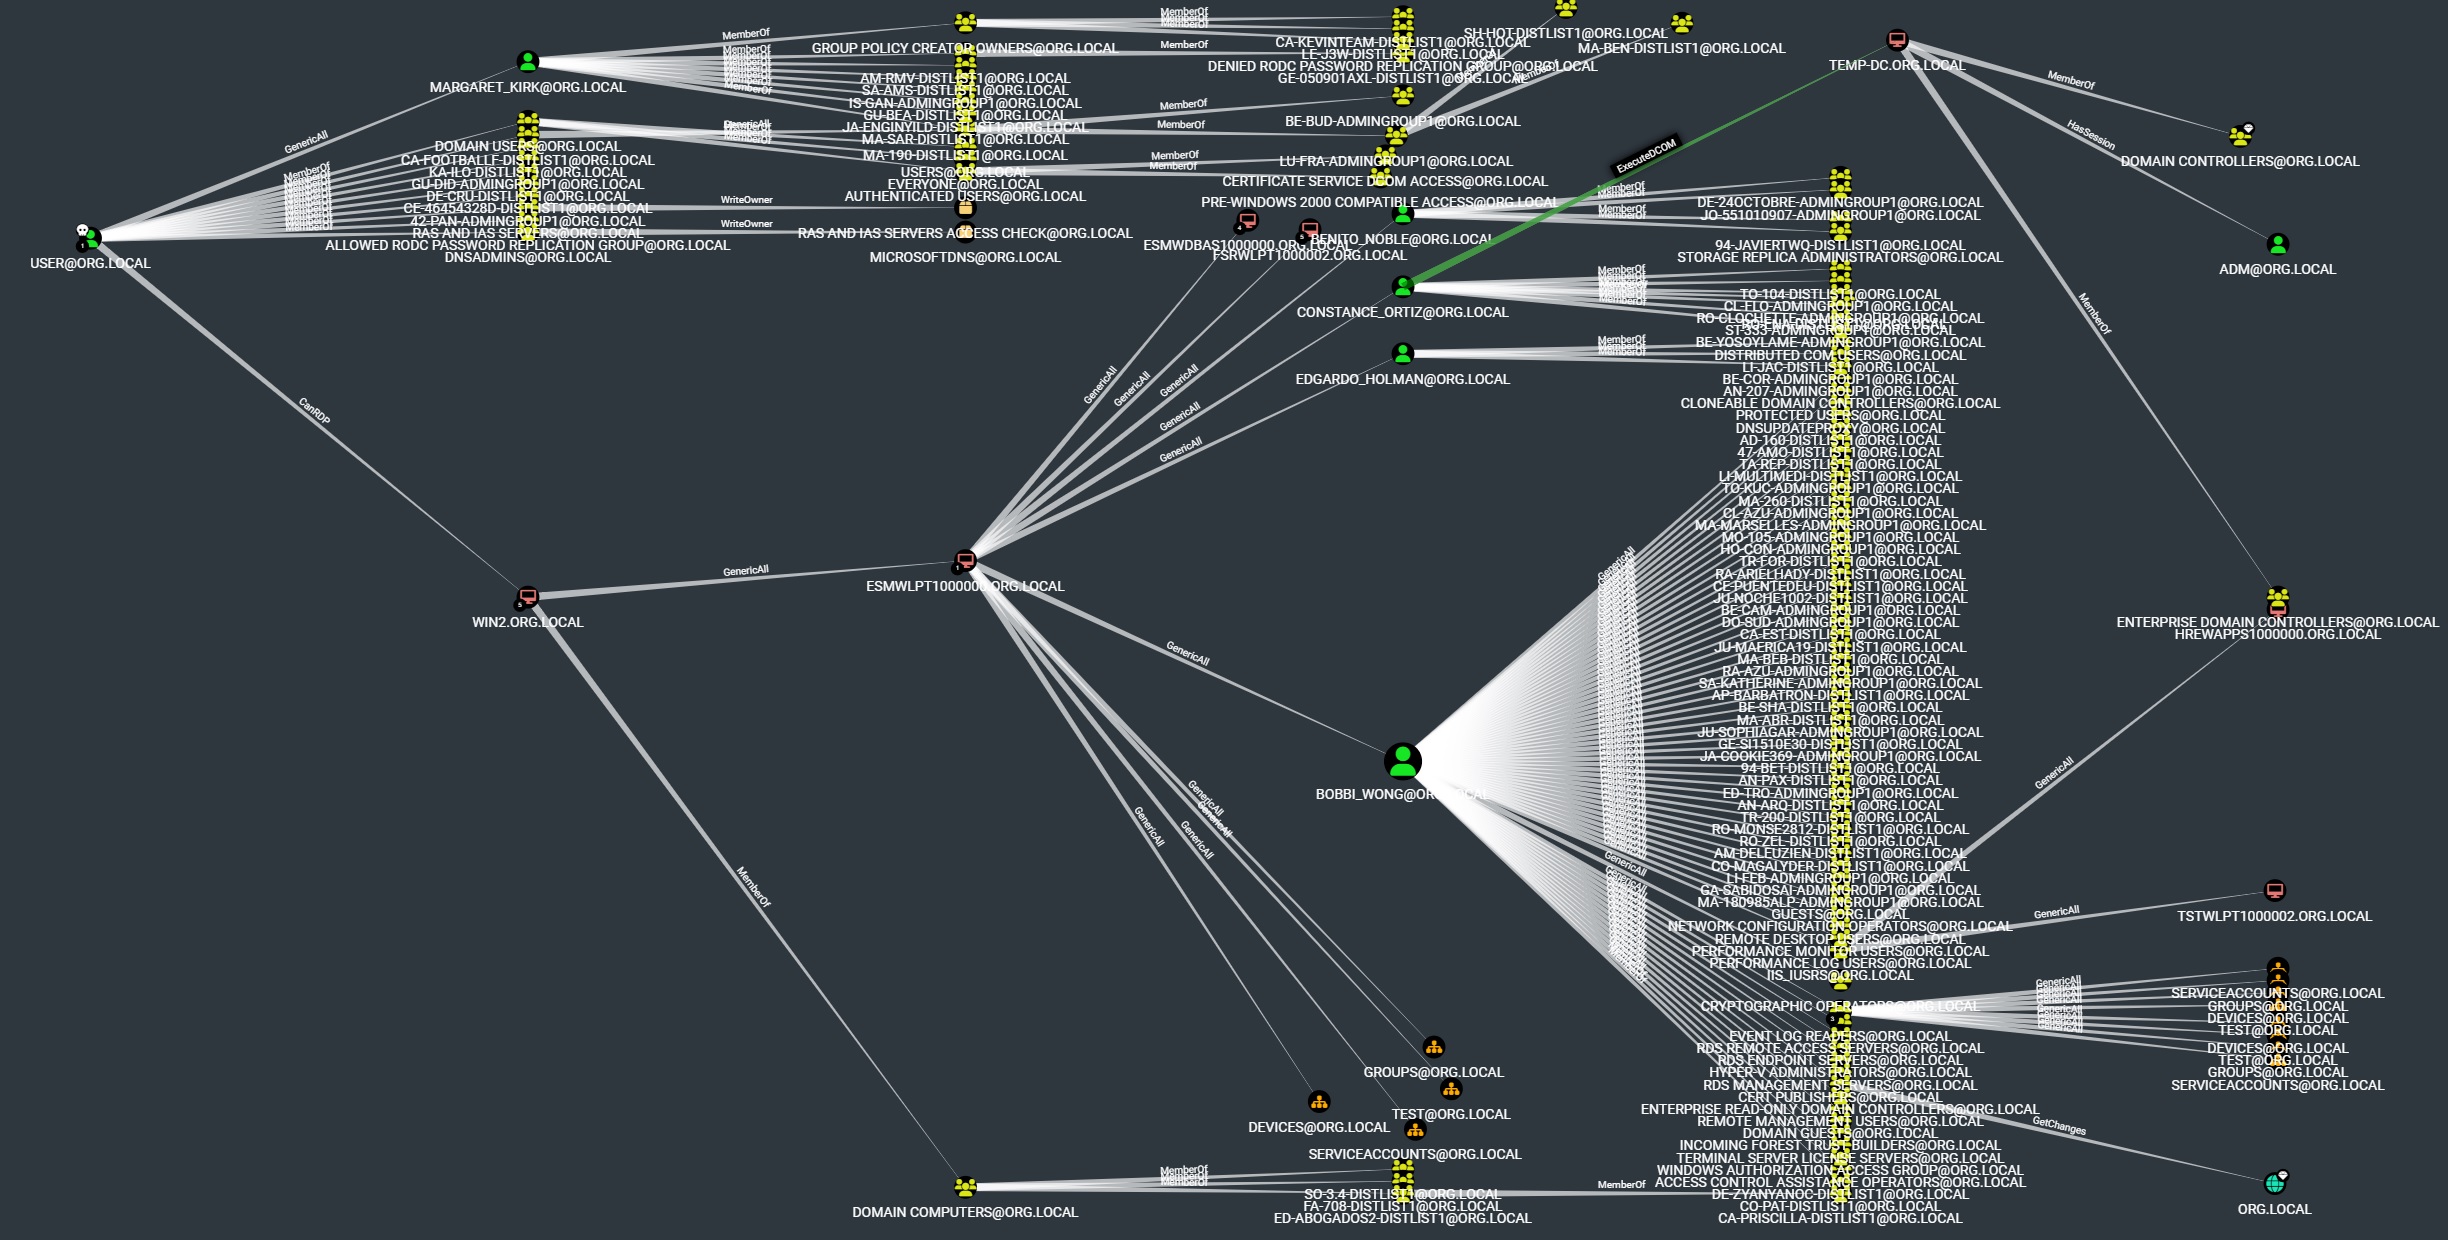 MemberOf
MemberOf
GROUP POLICY CREATOR OWNERS@ORG.LOCAL
MARGARET_KIRK@ORG.LOCAL
AM-RMV-DISTLIST1@ORG.LOCAL
SA-AMS-DISTLIST1@ORG.LOCAL
IS-GAN-ADMINGROUP1@ORG.LOCAL
GU-BEA-DISTLIST1@ORG.LOCAL
JA-ENGINYILD-DISTLIST1@ORG.LOCAL
MA-SAR-DISTLIST1@ORG.LOCAL
MA-190-DISTLIST1@ORG.LOCAL
USERS@ORG.LOCAL
EVERYONE@ORG.LOCAL
AUTHENTICATED USERS@ORG.LOCAL
RAS AND IAS SERVERS ACCESS CHECK@ORG.LOCAL
MICROSOFTDNS@ORG.LOCAL
GenericAll
DOMAIN USERS@ORG.LOCAL
CA-FOOTBALLF-DISTLIST1@ORG.LOCAL
KA-ILO-DISTLIST1@ORG.LOCAL
GU-DID-ADMINGROUP1@ORG.LOCAL
DE-CRU-DISTLIST1@ORG.LOCAL
CE-46454328D-DISTLIST1@ORG.LOCAL
42-PAN-ADMINGROUP1@ORG.LOCAL
RAS AND IAS SERVERS@ORG.LOCAL
ALLOWED RODC PASSWORD REPLICATION GROUP@ORG.LOCAL
DNSADMINS@ORG.LOCAL
WriteOwner
WriteOwner
USER@ORG.LOCAL
CanRDP
WIN2.ORG.LOCAL
GenericAll
MemberOf
ESMWLPT1000000.ORG.LOCAL
DOMAIN COMPUTERS@ORG.LOCAL
SH-HOT-DISTLIST1@ORG.LOCAL
MA-BEN-DISTLIST1@ORG.LOCAL
CA-KEVINTEAM-DISTLIST1@ORG.LOCAL
LE-J3W-DISTLIST1@ORG.LOCAL
DENIED RODC PASSWORD REPLICATION GROUP@ORG.LOCAL
GE-050901AXL-DISTLIST1@ORG.LOCAL
MemberOf
MemberOf
MemberOf
BE-BUD-ADMINGROUP1@ORG.LOCAL
LU-FRA-ADMINGROUP1@ORG.LOCAL
MemberOf
MemberOf
CERTIFICATE SERVICE DCOM ACCESS@ORG.LOCAL
PRE-WINDOWS 2000 COMPATIBLE ACCESS@ORG.LOCAL
BENITO_NOBLE@ORG.LOCAL
ESMWDBAS1000000.ORG.LOCAL
FSRWLPT1000002.ORG.LOCAL
CONSTANCE_ORTIZ@ORG.LOCAL
EDGARDO_HOLMAN@ORG.LOCAL
GenericAll
GenericAll
GenericAll
GenericAll
GenericAll
GenericAll
BOBBI_WONG@ORG.LOCAL
GenericAll
GenericAll
GenericAll
GenericAll
GROUPS@ORG.LOCAL
TEST@ORG.LOCAL
DEVICES@ORG.LOCAL
SERVICEACCOUNTS@ORG.LOCAL
MemberOf
MemberOf
MemberOf
SO-3.4-DISTLIST1@ORG.LOCAL
FA-708-DISTLIST1@ORG.LOCAL
ED-ABOGADOS2-DISTLIST1@ORG.LOCAL
MemberOf
TEMP-DC.ORG.LOCAL
ExecuteDCOM
MemberOf
HasSession
DOMAIN CONTROLLERS@ORG.LOCAL
ADM@ORG.LOCAL
MemberOf
ENTERPRISE DOMAIN CONTROLLERS@ORG.LOCAL
HREWAPPS1000000.ORG.LOCAL
MemberOf
MemberOf
MemberOf
MemberOf
DE-24OCTOBRE-ADMINGROUP1@ORG.LOCAL
JO-551010907-ADMINGROUP1@ORG.LOCAL
94-JAVIERTWQ-DISTLIST1@ORG.LOCAL
STORAGE REPLICA ADMINISTRATORS@ORG.LOCAL
TO-104-DISTLIST1@ORG.LOCAL
CL-FLO-ADMINGROUP1@ORG.LOCAL
RO-CLOCHETTE-ADMINGROUP1@ORG.LOCAL
ST-333-ADMINGROUP1@ORG.LOCAL
BE-YOSOYLAME-ADMINGROUP1@ORG.LOCAL
DISTRIBUTED COM USERS@ORG.LOCAL
LI-JAC-DISTLIST1@ORG.LOCAL
BE-COR-ADMINGROUP1@ORG.LOCAL
AN-207-ADMINGROUP1@ORG.LOCAL
CLONEABLE DOMAIN CONTROLLERS@ORG.LOCAL
PROTECTED USERS@ORG.LOCAL
DNSUPDATEPROXY@ORG.LOCAL
AD-160-DISTLIST1@ORG.LOCAL
47-AMO-DISTLIST1@ORG.LOCAL
TA-REP-DISTLIST1@ORG.LOCAL
LI-MULTIMEDI-DISTLIST1@ORG.LOCAL
TO-KUC-ADMINGROUP1@ORG.LOCAL
MA-260-DISTLIST1@ORG.LOCAL
CL-AZU-ADMINGROUP1@ORG.LOCAL
MA-MARSELLES-ADMINGROUP1@ORG.LOCAL
MO-105-ADMINGROUP1@ORG.LOCAL
HO-CON-ADMINGROUP1@ORG.LOCAL
TR-FOR-DISTLIST1@ORG.LOCAL
RA-ARIELHADY-DISTLIST1@ORG.LOCAL
CE-PUENTEDEU-DISTLIST1@ORG.LOCAL
JU-NOCHE1002-DISTLIST1@ORG.LOCAL
BE-CAM-ADMINGROUP1@ORG.LOCAL
DO-SUD-ADMINGROUP1@ORG.LOCAL
CA-EST-DISTLIST1@ORG.LOCAL
JU-MAERICA19-DISTLIST1@ORG.LOCAL
MA-BEB-DISTLIST1@ORG.LOCAL
RA-AZU-ADMINGROUP1@ORG.LOCAL
SA-KATHERINE-ADMINGROUP1@ORG.LOCAL
AP-BARBATRON-DISTLIST1@ORG.LOCAL
BE-SHA-DISTLIST1@ORG.LOCAL
MA-ABR-DISTLIST1@ORG.LOCAL
JU-SOPHIAGAR-ADMINGROUP1@ORG.LOCAL
GE-SI1510E30-DISTLIST1@ORG.LOCAL
JA-COOKIE369-ADMINGROUP1@ORG.LOCAL
94-BET-DISTLIST1@ORG.LOCAL
AN-PAX-DISTLIST1@ORG.LOCAL
ED-TRO-ADMINGROUP1@ORG.LOCAL
AN-ARQ-DISTLIST1@ORG.LOCAL
TR-200-DISTLIST1@ORG.LOCAL
RO-MONSE2812-DISTLIST1@ORG.LOCAL
RO-ZEL-DISTLIST1@ORG.LOCAL
AM-DELEUZIEN-DISTLIST1@ORG.LOCAL
CO-MAGALYDER-DISTLIST1@ORG.LOCAL
LI-FEB-ADMINGROUP1@ORG.LOCAL
GA-SABIDOSAI-ADMINGROUP1@ORG.LOCAL
MA-180985ALP-ADMINGROUP1@ORG.LOCAL
GUESTS@ORG.LOCAL
NETWORK CONFIGURATION OPERATORS@ORG.LOCAL
REMOTE DESKTOP USERS@ORG.LOCAL
PERFORMANCE MONITOR USERS@ORG.LOCAL
PERFORMANCE LOG USERS@ORG.LOCAL
IIS_IUSRS@ORG.LOCAL
CRYPTOGRAPHIC OPERATORS@ORG.LOCAL
EVENT LOG READERS@ORG.LOCAL
RDS REMOTE ACCESS SERVERS@ORG.LOCAL
RDS ENDPOINT SERVERS@ORG.LOCAL
HYPER-V ADMINISTRATORS@ORG.LOCAL
RDS MANAGEMENT SERVERS@ORG.LOCAL
CERT PUBLISHERS@ORG.LOCAL
ENTERPRISE READ-ONLY DOMAIN CONTROLLERS@ORG.LOCAL
REMOTE MANAGEMENT USERS@ORG.LOCAL
DOMAIN GUESTS@ORG.LOCAL
INCOMING FOREST TRUST BUILDERS@ORG.LOCAL
TERMINAL SERVER LICENSE SERVERS@ORG.LOCAL
WINDOWS AUTHORIZATION ACCESS GROUP@ORG.LOCAL
ACCESS CONTROL ASSISTANCE OPERATORS@ORG.LOCAL
DE-ZYANYANOC-DISTLIST1@ORG.LOCAL
CO-PAT-DISTLIST1@ORG.LOCAL
CA-PRISCILLA-DISTLIST1@ORG.LOCAL
GenericAll
GenericAll
TSTWLPT1000002.ORG.LOCAL
GenericAll
SERVICEACCOUNTS@ORG.LOCAL
GROUPS@ORG.LOCAL
DEVICES@ORG.LOCAL
TEST@ORG.LOCAL
DEVICES@ORG.LOCAL
TEST@ORG.LOCAL
GROUPS@ORG.LOCAL
SERVICEACCOUNTS@ORG.LOCAL
GetChanges
ORG.LOCAL